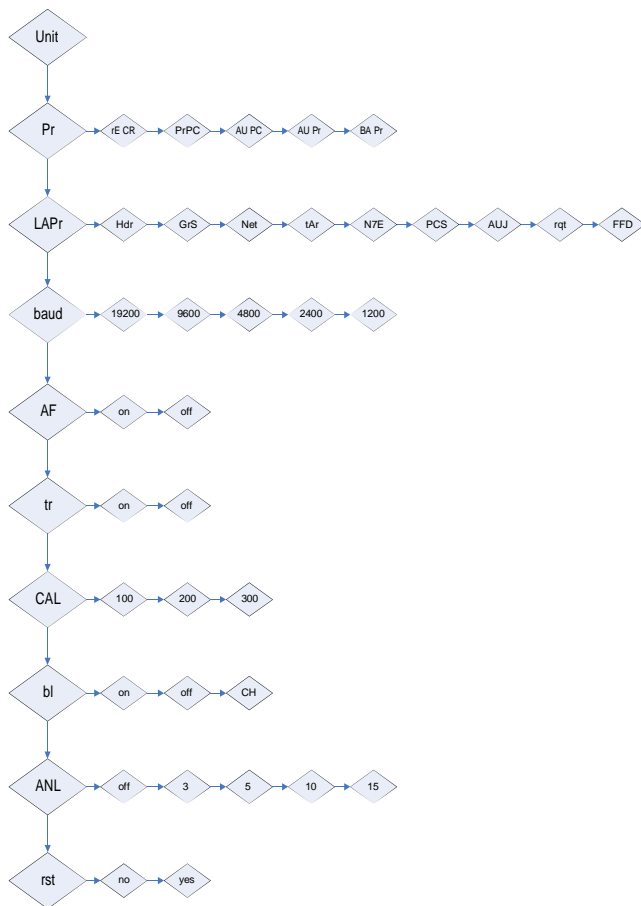 Unit
Pr rE CR PrPC AU PC AU Pr BA Pr
LAPr Hdr GrS Net tAr N7E PCS AUJ rqt FFD
baud 19200 9600 4800 2400 1200
AF on off
tr on off
CAL 100 200 300
bl on off CH
ANL off 3 5 10 15
rst no yes